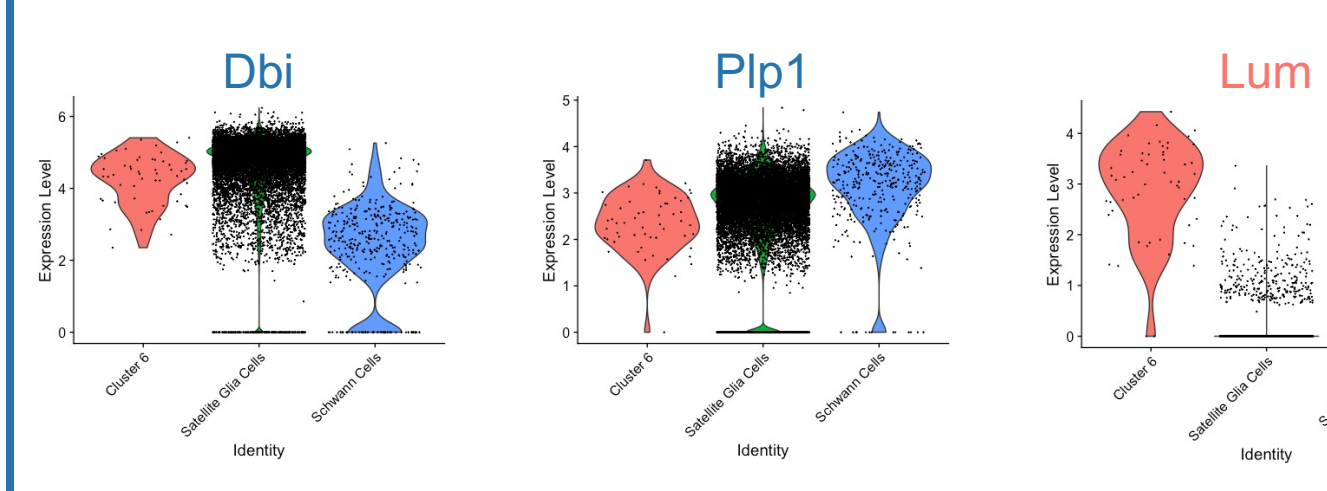 Dbi
Expression Level
6
4
2
0
Cluster 6
Satellite Glia Cells
Schwann Cells
Identity
Plp1
Expression Level
5
4
3
2
1
0
Cluster 6
Satellite Glia Cells
Schwann Cells
Identity
Lum
Expression Level
4
3
2
1
0
Cluster 6
Satellite Glia Cells
S
Identity